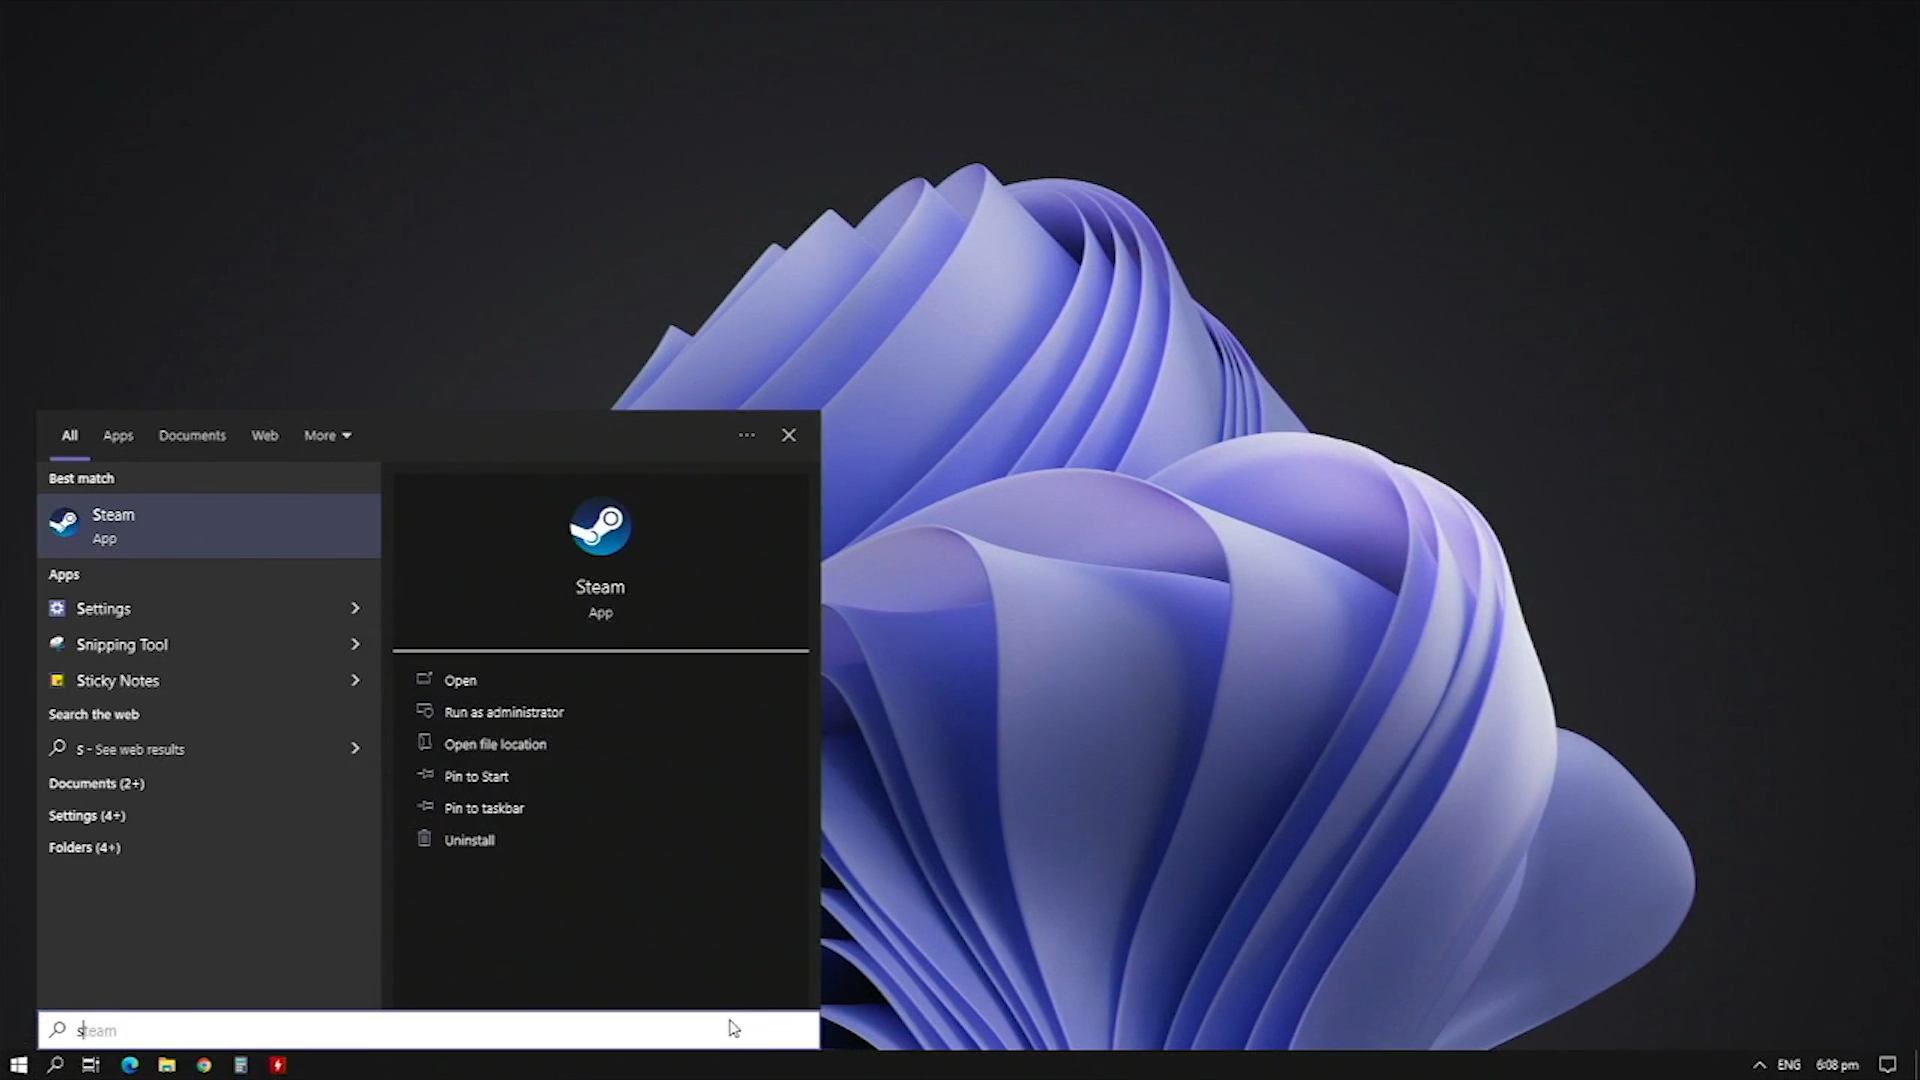 All Apps Documents Web More
Best match
Steam
App
Apps
Settings
Snipping Tool
Sticky Notes
Search the web
s - See web results
Documents (2+)
Settings (4+)
Folders (4+)
Steam
App
Open
Run as administrator
Open file location
Pin to Start
Pin to taskbar
Uninstall
steam
ENG 6:08 pm